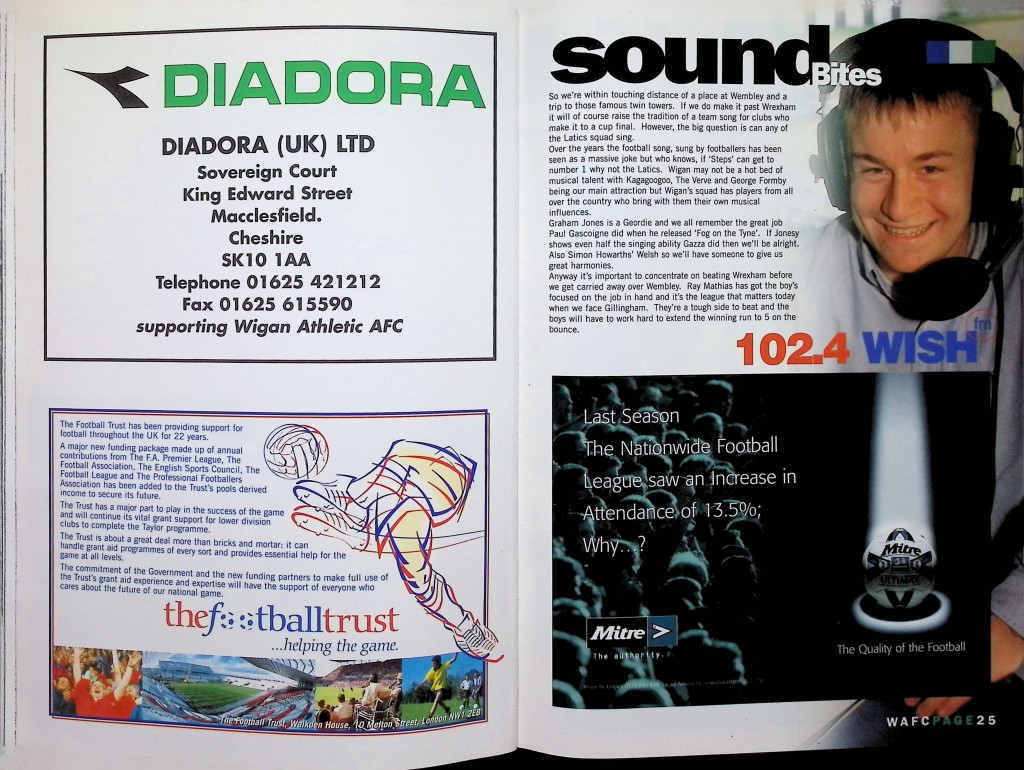 DIADORA
DIADORA (UK) LTD
Sovereign Court
King Edward Street
Macclesfield.
Cheshire
SK10 1AA
Telephone 01625 421212
Fax 01625 615590
supporting Wigan Athletic AFC
The Football Trust has been providing support for
football throughout the UK for 22 years.
A major new funding package made up of annual
contributions from The F.A. Premier League, The
Football Association, The English Sports Council, The
Football League and The Professional Footballers
Association has been added to the Trust's pools derived
income to secure its future.
The Trust has a major part to play in the success of the game
and will continue its vital grant support for lower division
clubs to complete the Taylor programme.
The Trust is about a great deal more than bricks and mortar: it can
handle grant aid programmes of every sort and provides essential help for the
game at all levels.
The commitment of the Government and the new funding partners to make full use of
the Trust's grant aid experience and expertise will have the support of everyone who
cares about the future of our national game.
thefootballtrust
...helping the game.
The Football Trust, Walkden House, 10 Melton Street, London NW1 2EB
sound
Bites
So we're within touching distance of a place at Wembley and a
trip to those famous twin towers. If we do make it past Wrexham
it will of course raise the tradition of a team song for clubs who
make it to a cup final. However, the big question is can any of
the Latics squad sing.
Over the years the football song, sung by footballers has been
seen as a massive joke but who knows, if 'Steps' can get to
number 1 why not the Latics. Wigan may not be a hot bed of
musical talent with Kagagoogoo, The Verve and George Formby
being our main attraction but Wigan's squad has players from all
over the country who bring with them their own musical
influences.
Graham Jones is a Geordie and we all remember the great job
Paul Gascoigne did when he released 'Fog on the Tyne'. If Jonesy
shows even half the singing ability Gazza did then we'll be alright.
Also Simon Howarths' Welsh so we'll have someone to give us
great harmonies.
Anyway it's important to concentrate on beating Wrexham before
we get carried away over Wembley. Ray Mathias has got the boy's
focused on the job in hand and it's the league that matters today
when we face Gillingham. They're a tough side to beat and the
boys will have to work hard to extend the winning run to 5 on the
bounce.
102.4 WISH fm
Last Season
The Nationwide Football
League saw an Increase in
Attendance of 13.5%;
Why...?
Mitre
ULTIMAX
Mitre >
The authority.
The Quality of the Football
WAFCPAGE25